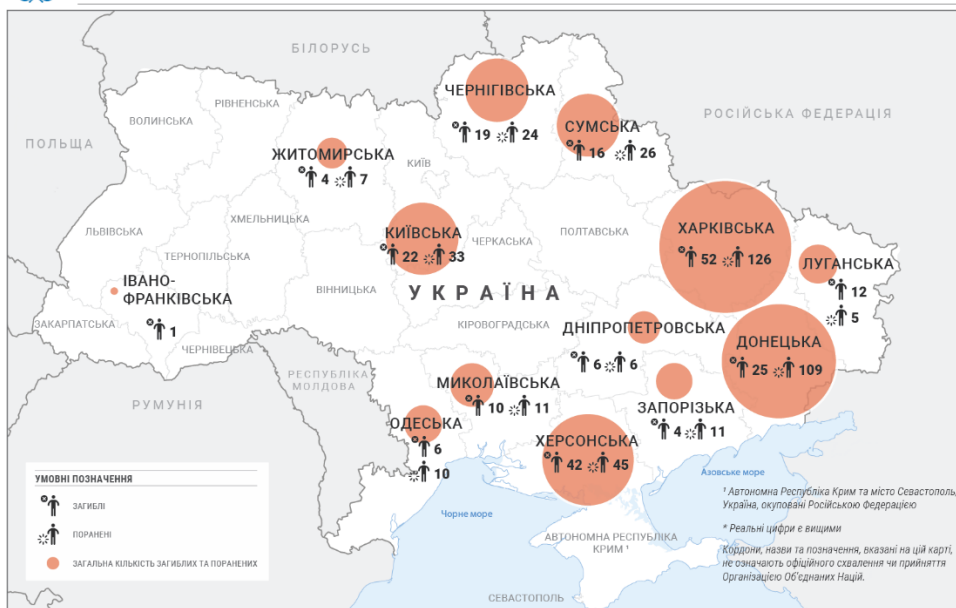 БІЛОРУСЬ
РОСІЙСЬКА ФЕДЕРАЦІЯ
ПОЛЬЩА
ВОЛИНСЬКА
РІВНЕНСЬКА
ЧЕРНІГІВСЬКА
19 24
СУМСЬКА
16 26
ЖИТОМИРСЬКА
4 7
КИЇВ
ЛЬВІВСЬКА
ХМЕЛЬНИЦЬКА
ТЕРНОПІЛЬСЬКА
КИЇВСЬКА
22 33
ЧЕРКАСЬКА
ПОЛТАВСЬКА
ХАРКІВСЬКА
52 126
ЛУГАНСЬКА
12
5
ІВАНО-
ФРАНКІВСЬКА
1
ВІННИЦЬКА
УКРАЇНА
ЗАКАРПАТСЬКА
ЧЕРНІВЕЦЬКА
КІРОВОГРАДСЬКА
ДНІПРОПЕТРОВСЬКА
6 6
ДОНЕЦЬКА
25 109
РЕСПУБЛІКА
МОЛДОВА
РУМУНІЯ
МИКОЛАЇВСЬКА
10 11
ЗАПОРІЗЬКА
4 11
ОДЕСЬКА
6
10
ХЕРСОНСЬКА
42 45
Азовське море
Чорне море
АВТОНОМНА РЕСПУБЛІКА
КРИМ ¹
СЕВАСТОПОЛЬ
УМОВНІ ПОЗНАЧЕННЯ
ЗАГИБЛІ
ПОРАНЕНІ
ЗАГАЛЬНА КІЛЬКІСТЬ ЗАГИБЛИХ ТА ПОРАНЕНИХ
¹ Автономна Республіка Крим та місто Севастополь,
Україна, окуповані Російською Федерацією
* Реальні цифри є вищими
Кордони, назви та позначення, вказані на цій карті,
не означають офіційного схвалення чи прийняття
Організацією Об'єднаних Націй.